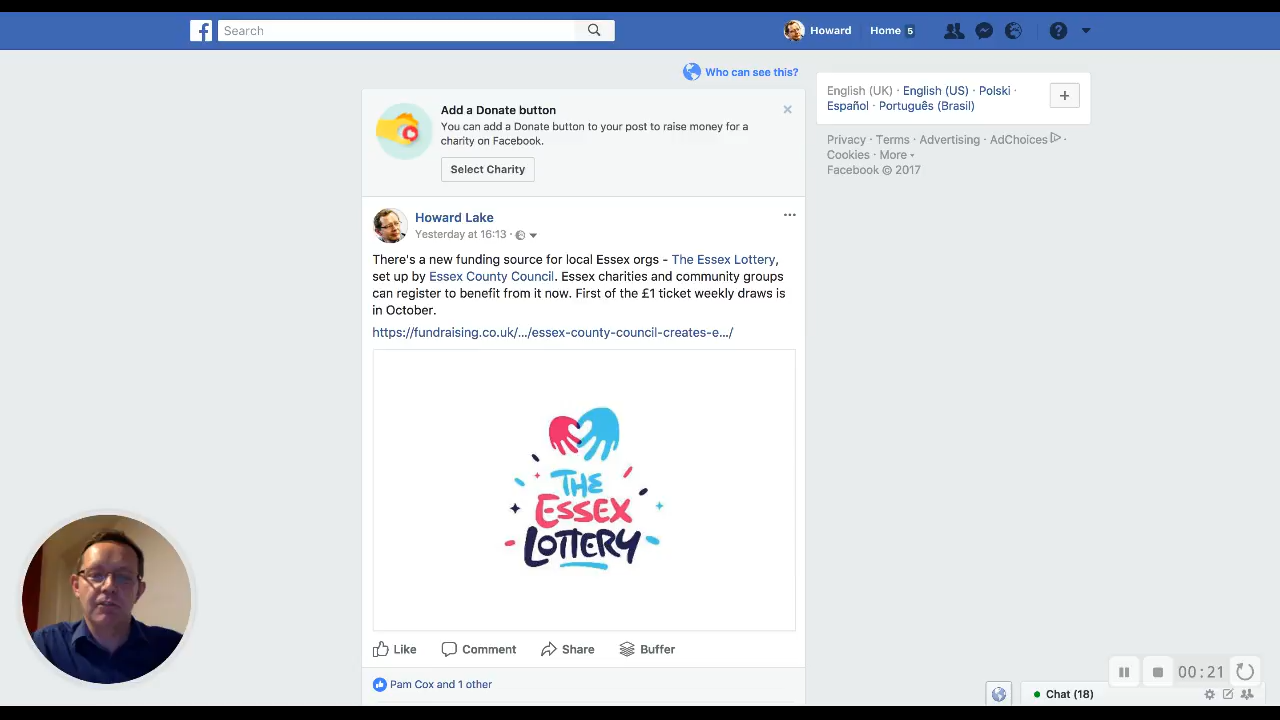 Search
Howard
Home 5
Who can see this?
Add a Donate button
You can add a Donate button to your post to raise money for a
charity on Facebook.
Select Charity
English (UK) · English (US) · Polski ·
Español · Português (Brasil)
Privacy · Terms · Advertising · AdChoices ·
Cookies · More
Facebook © 2017
Howard Lake
Yesterday at 16:13 ·
There's a new funding source for local Essex orgs - The Essex Lottery,
set up by Essex County Council. Essex charities and community groups
can register to benefit from it now. First of the £1 ticket weekly draws is
in October.
https://fundraising.co.uk/.../essex-county-council-creates-e.../
THE
ESSEX
LOTTERY
Like Comment Share Buffer
Pam Cox and 1 other
00:21
Chat (18)